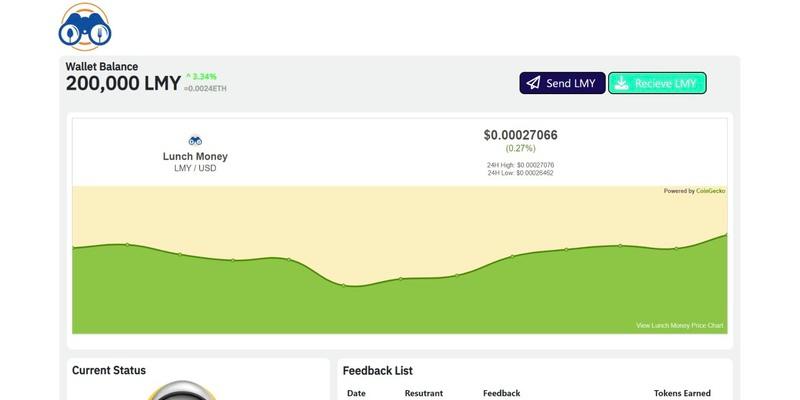 Wallet Balance
200,000 LMY ^ 3.34%
=0.0024ETH
Send LMY
Recieve LMY
Lunch Money
LMY / USD
$0.00027066
(0.27%)
24H High: $0.00027076
24H Low: $0.00026462
Powered by CoinGecko
View Lunch Money Price Chart
Current Status
Feedback List
Date Resutrant Feedback Tokens Earned